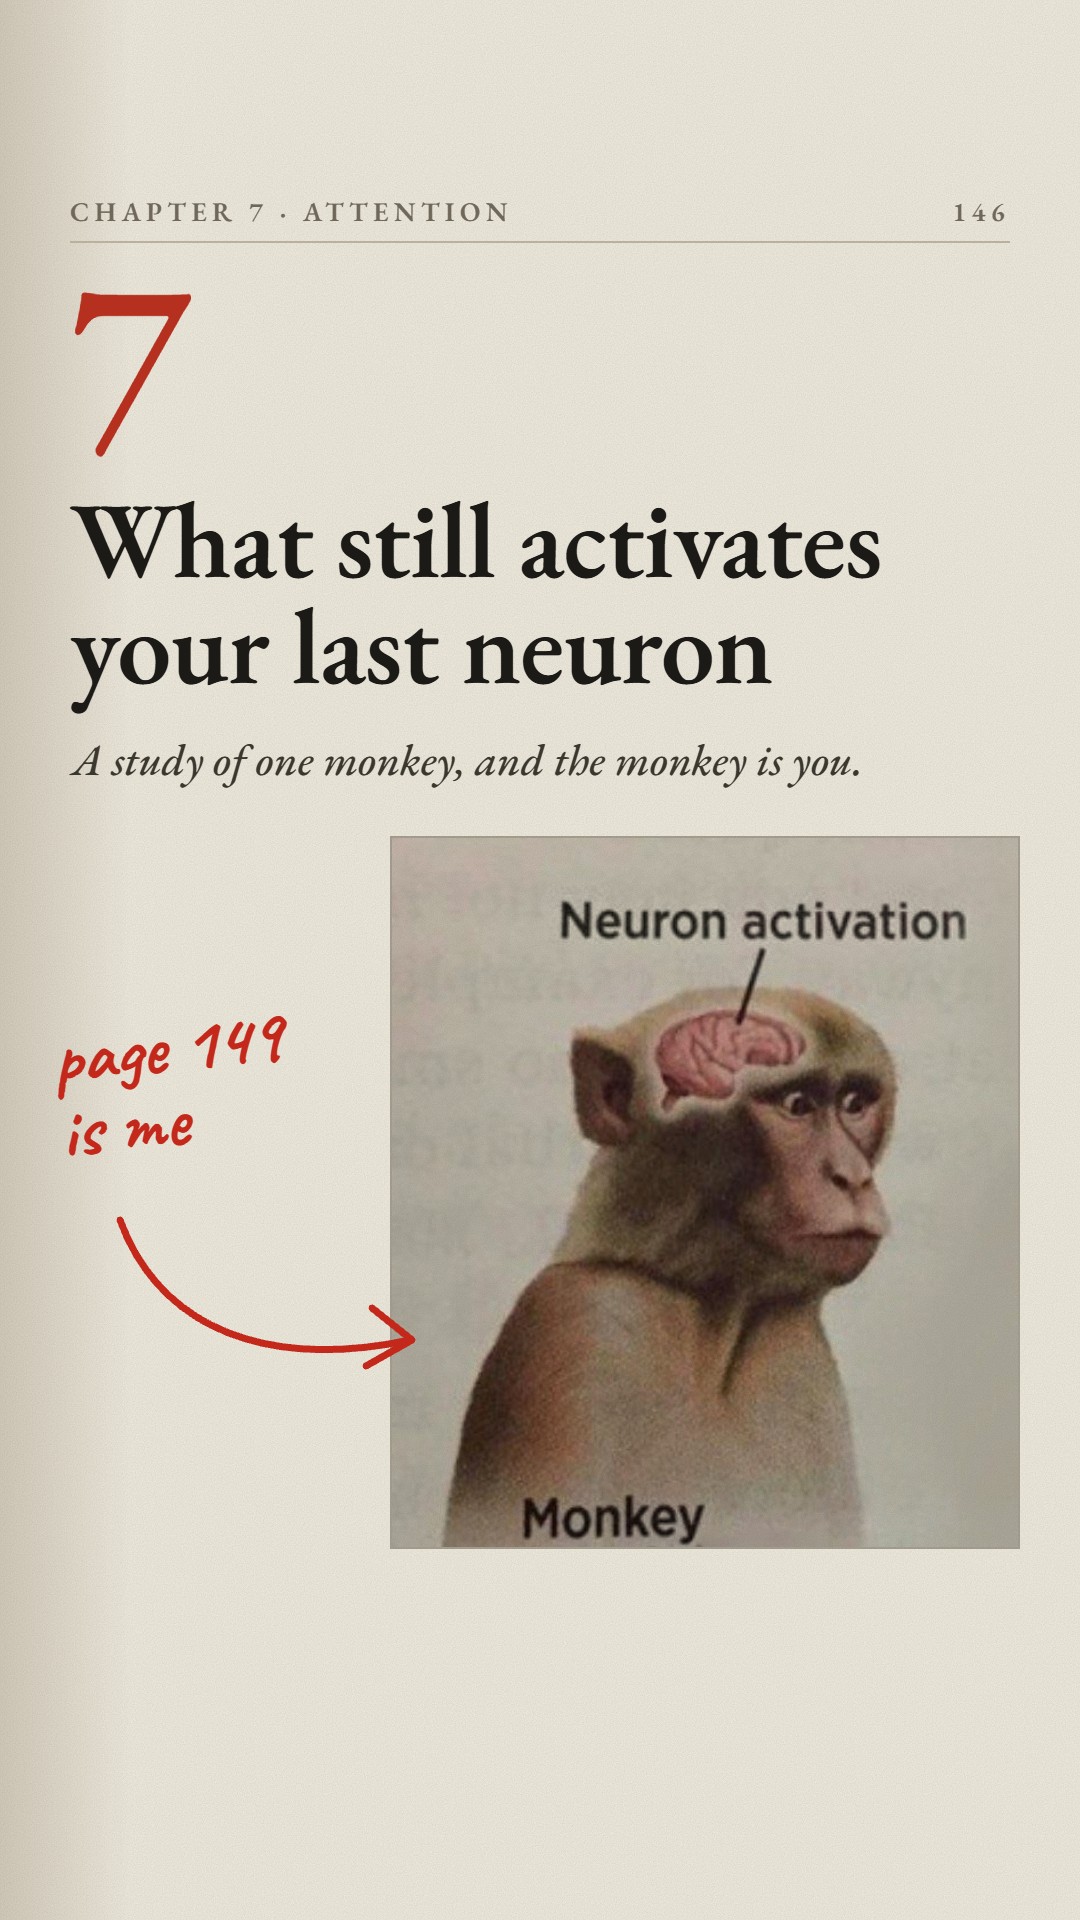 CHAPTER 7 · ATTENTION 146
7
What still activates
your last neuron
A study of one monkey, and the monkey is you.
Neuron activation
page 149
is me
Monkey